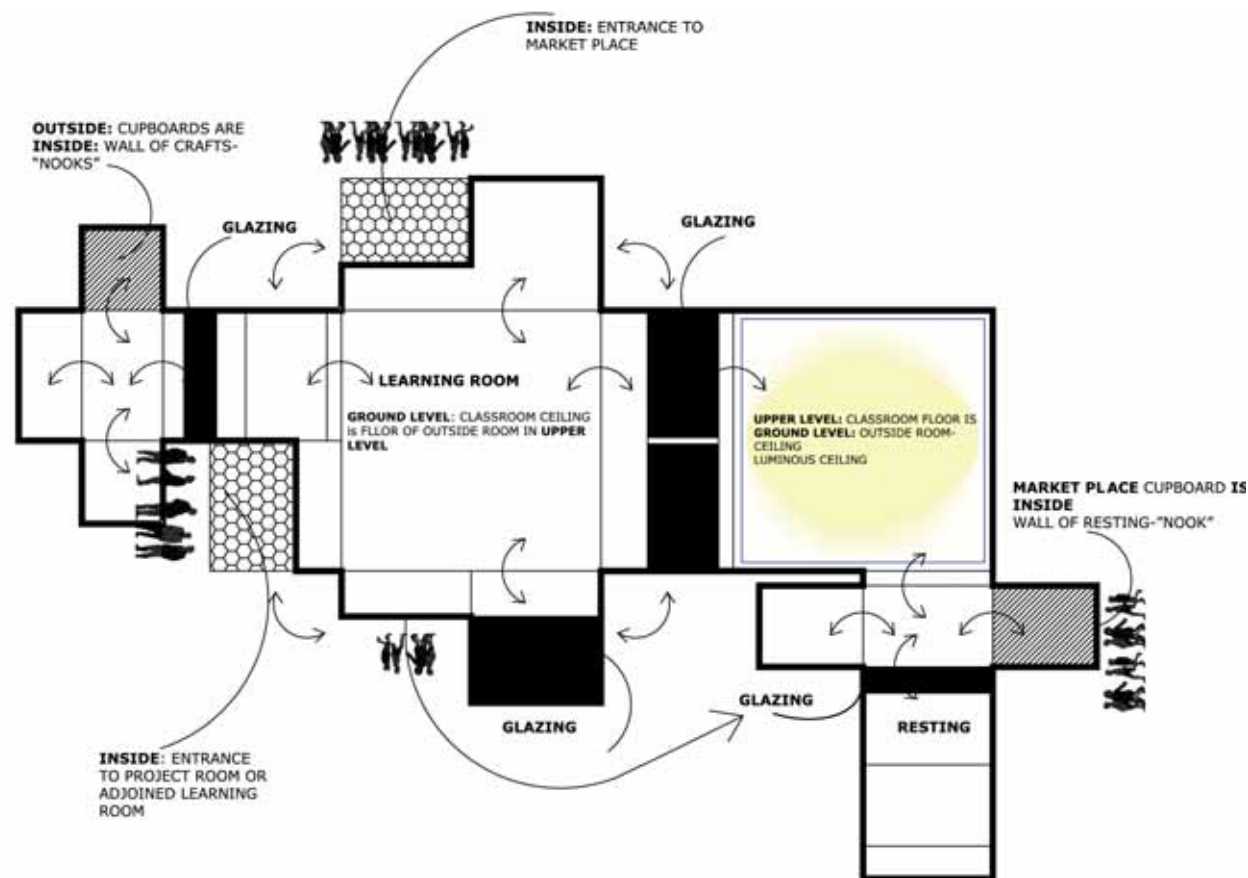 INSIDE: ENTRANCE TO
MARKET PLACE
OUTSIDE: CUPBOARDS ARE
INSIDE: WALL OF CRAFTS-
"NOOKS"
GLAZING
GLAZING
LEARNING ROOM
GROUND LEVEL: CLASSROOM CEILING
is FLLOR OF OUTSIDE ROOM IN UPPER
LEVEL
UPPER LEVEL: CLASSROOM FLOOR IS
GROUND LEVEL: OUTSIDE ROOM-
CEILING
LUMINOUS CEILING
MARKET PLACE CUPBOARD IS
INSIDE
WALL OF RESTING-"NOOK"
GLAZING
GLAZING
RESTING
INSIDE: ENTRANCE
TO PROJECT ROOM OR
ADJOINED LEARNING
ROOM